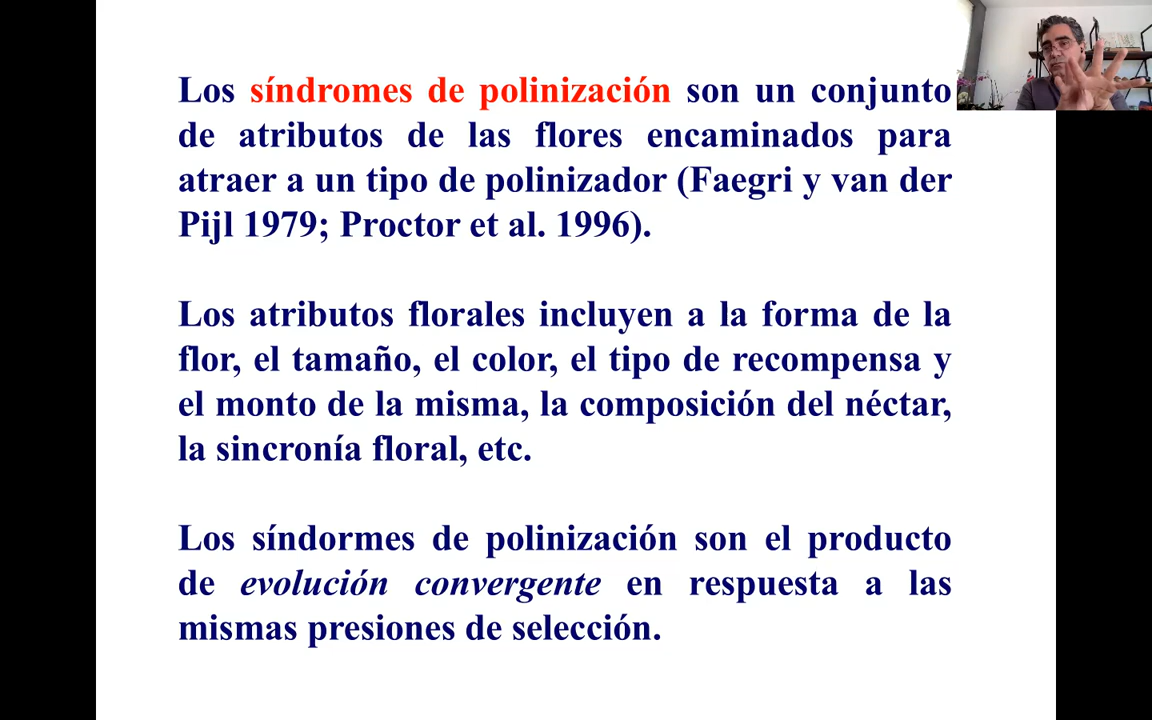 Los síndromes de polinización son un conjunto
de atributos de las flores encaminados para
atraer a un tipo de polinizador (Faegri y van der
Pijl 1979; Proctor et al. 1996).
Los atributos florales incluyen a la forma de la
flor, el tamaño, el color, el tipo de recompensa y
el monto de la misma, la composición del néctar,
la sincronía floral, etc.
Los síndormes de polinización son el producto
de evolución convergente en respuesta a las
mismas presiones de selección.